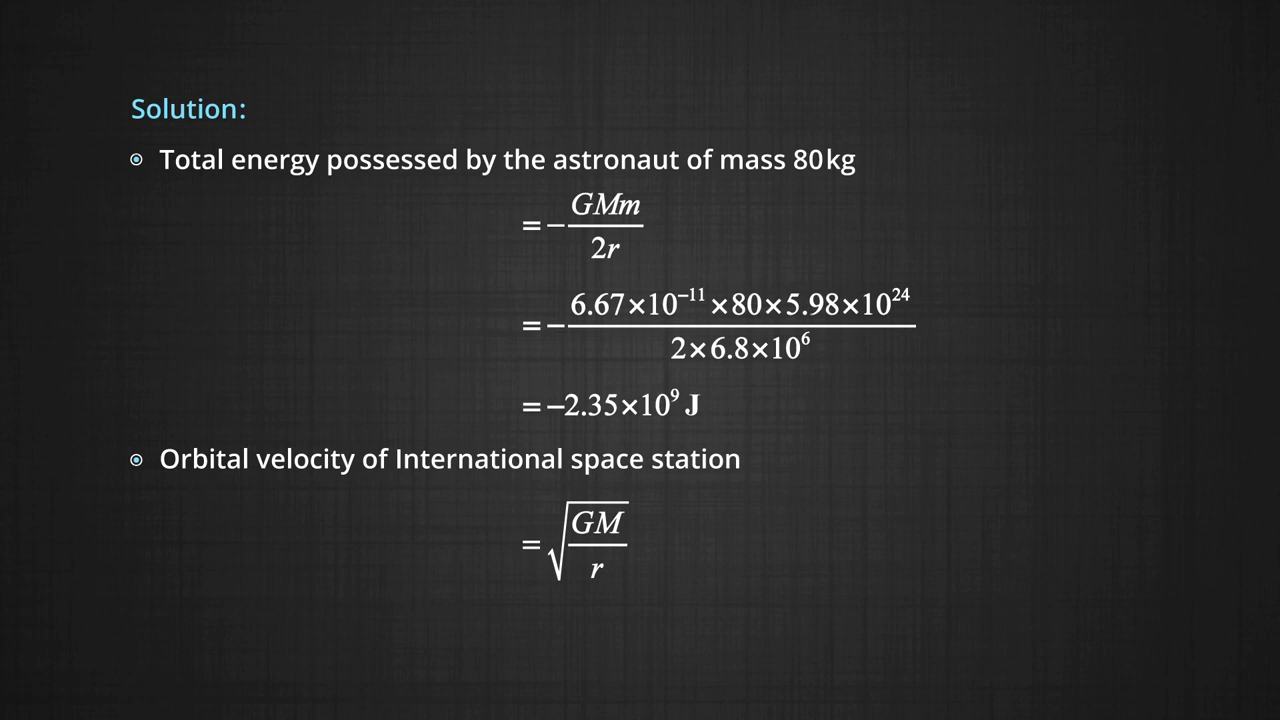 Solution:
Total energy possessed by the astronaut of mass 80kg
= −GMm/2r
= −6.67×10⁻¹¹×80×5.98×10²⁴/2×6.8×10⁶
= −2.35×10⁹ J
Orbital velocity of International space station
= √GM/r